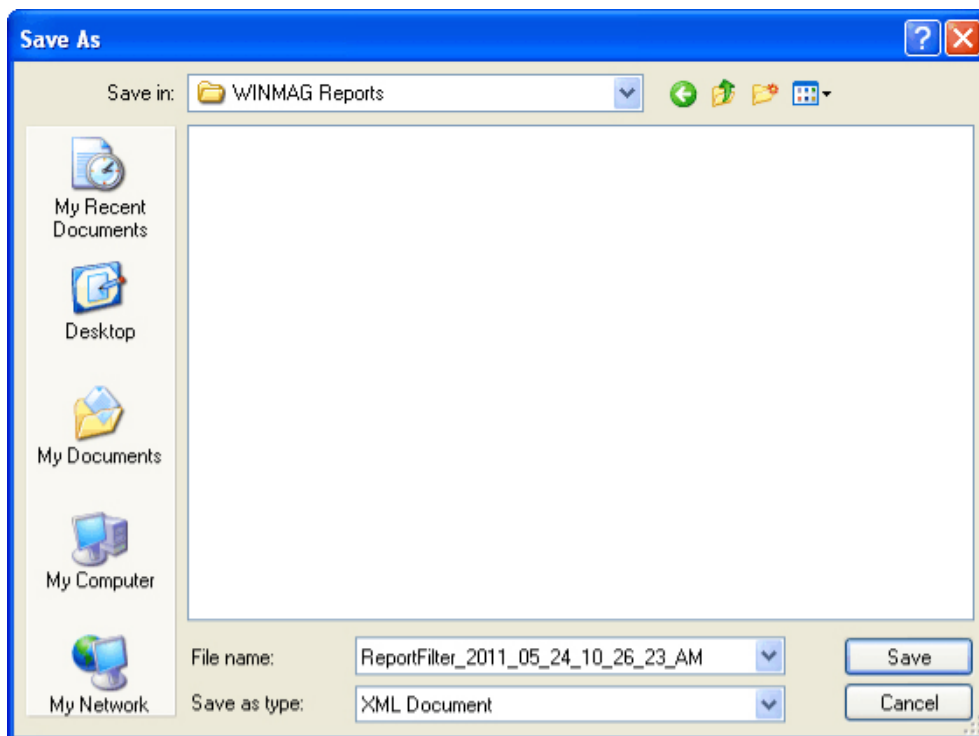 Save As
Save in:
WINMAG Reports
My Recent
Documents
Desktop
My Documents
My Computer
My Network
File name:
ReportFilter_2011_05_24_10_26_23_AM
Save
Save as type:
XML Document
Cancel